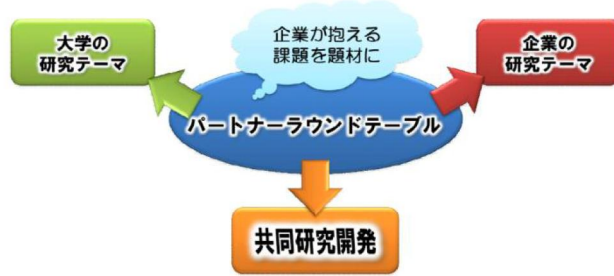 大学の
研究テーマ
企業が抱える
課題を題材に
企業の
研究テーマ
パートナーラウンドテーブル
共同研究開発